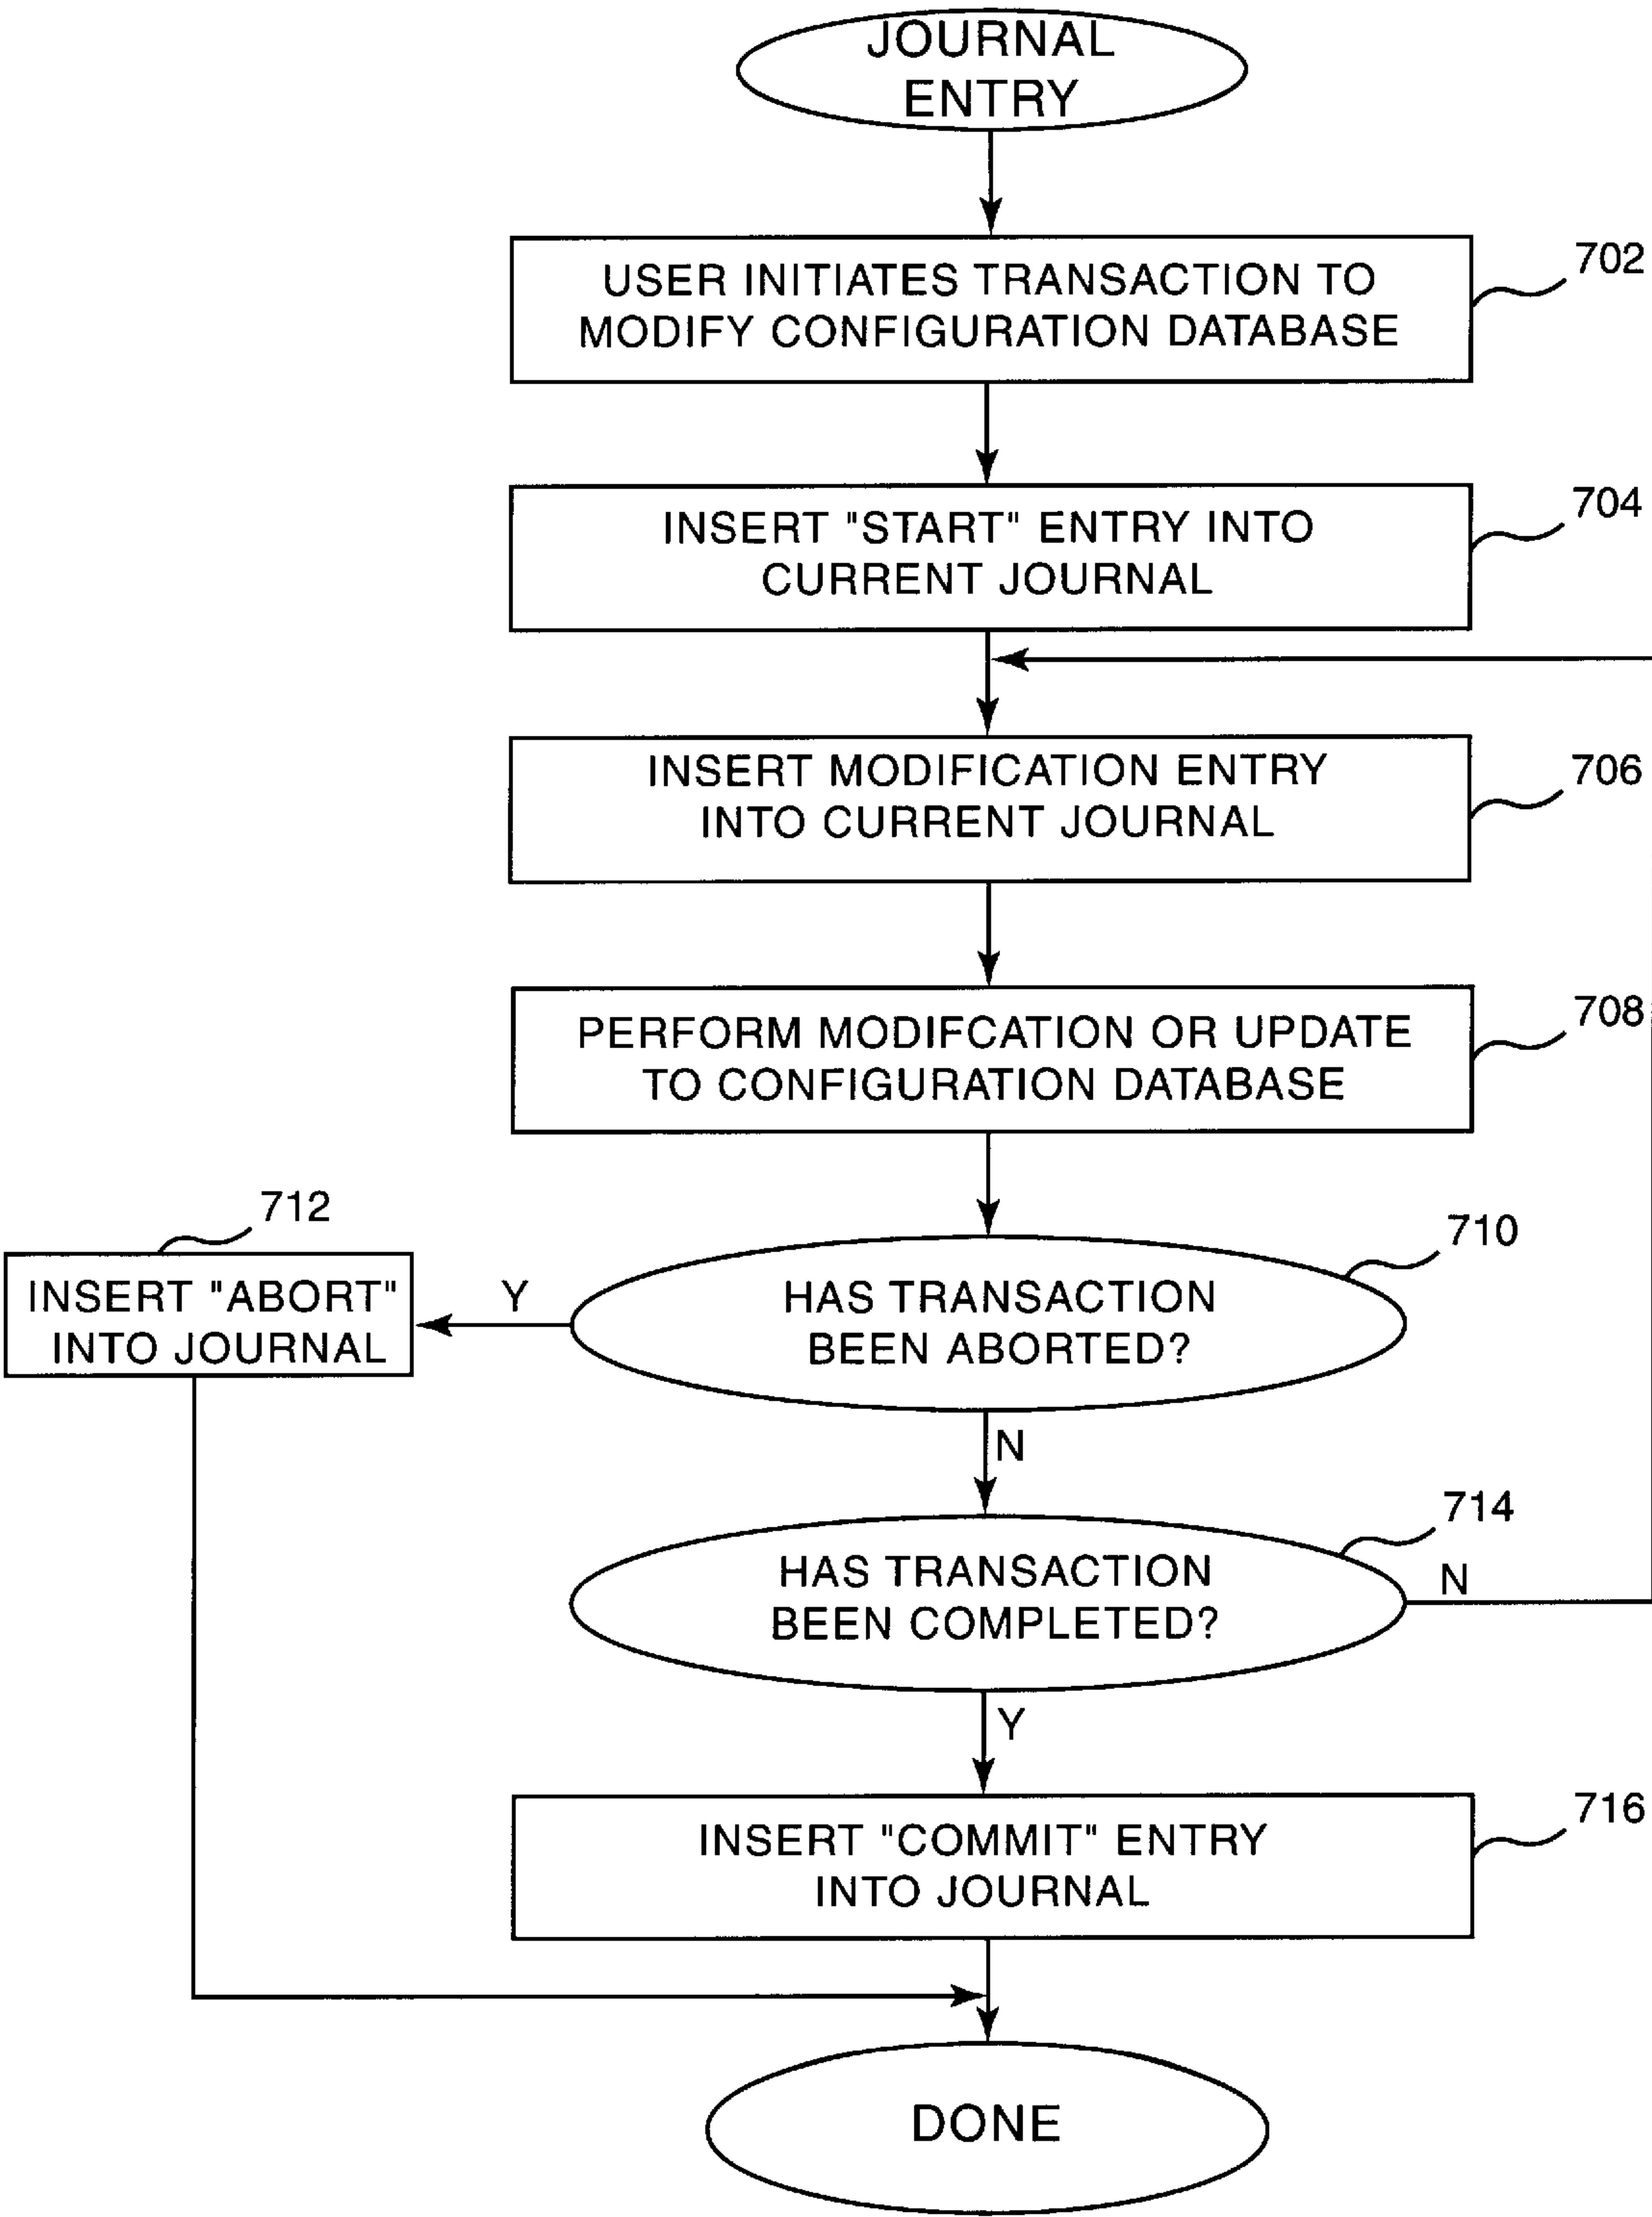 JOURNAL
ENTRY
USER INITIATES TRANSACTION TO
MODIFY CONFIGURATION DATABASE
702
INSERT "START" ENTRY INTO
CURRENT JOURNAL
704
INSERT MODIFICATION ENTRY
INTO CURRENT JOURNAL
706
PERFORM MODIFCATION OR UPDATE
TO CONFIGURATION DATABASE
708
712
INSERT "ABORT"
INTO JOURNAL
Y
HAS TRANSACTION
BEEN ABORTED?
710
N
HAS TRANSACTION
BEEN COMPLETED?
714
N
Y
INSERT "COMMIT" ENTRY
INTO JOURNAL
716
DONE